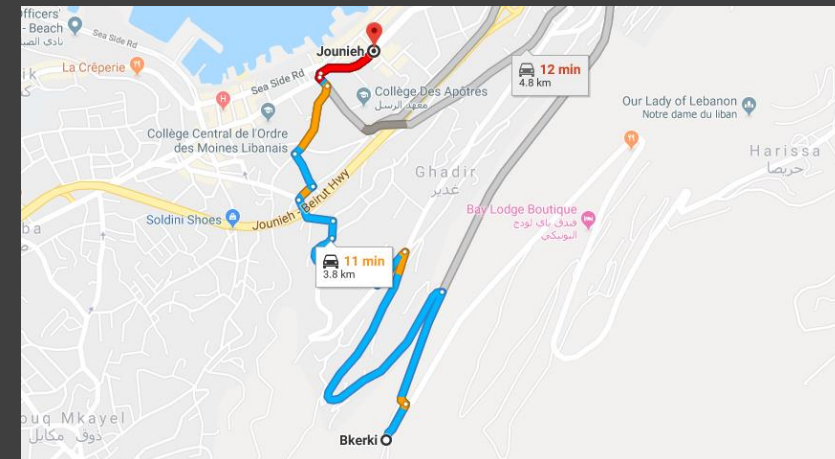 Officers'
- Beach
نادي الضب
Sea Side Rd
Jounieh
La Crêperie
Sea Side Rd
12 min
4.8 km
Collège Des Apôtres
معهد الرسل
H
Our Lady of Lebanon
Notre dame du liban
Collège Central de l'Ordre
des Moines Libanais
Harissa
حريصا
Ghadir
غدير
Jounieh - Beirut Hwy
Soldini Shoes
Bay Lodge Boutique
فندق باي لودج
البوتيكي
11 min
3.8 km
ouq Mkayel
ذوق مكايل
Bkerki